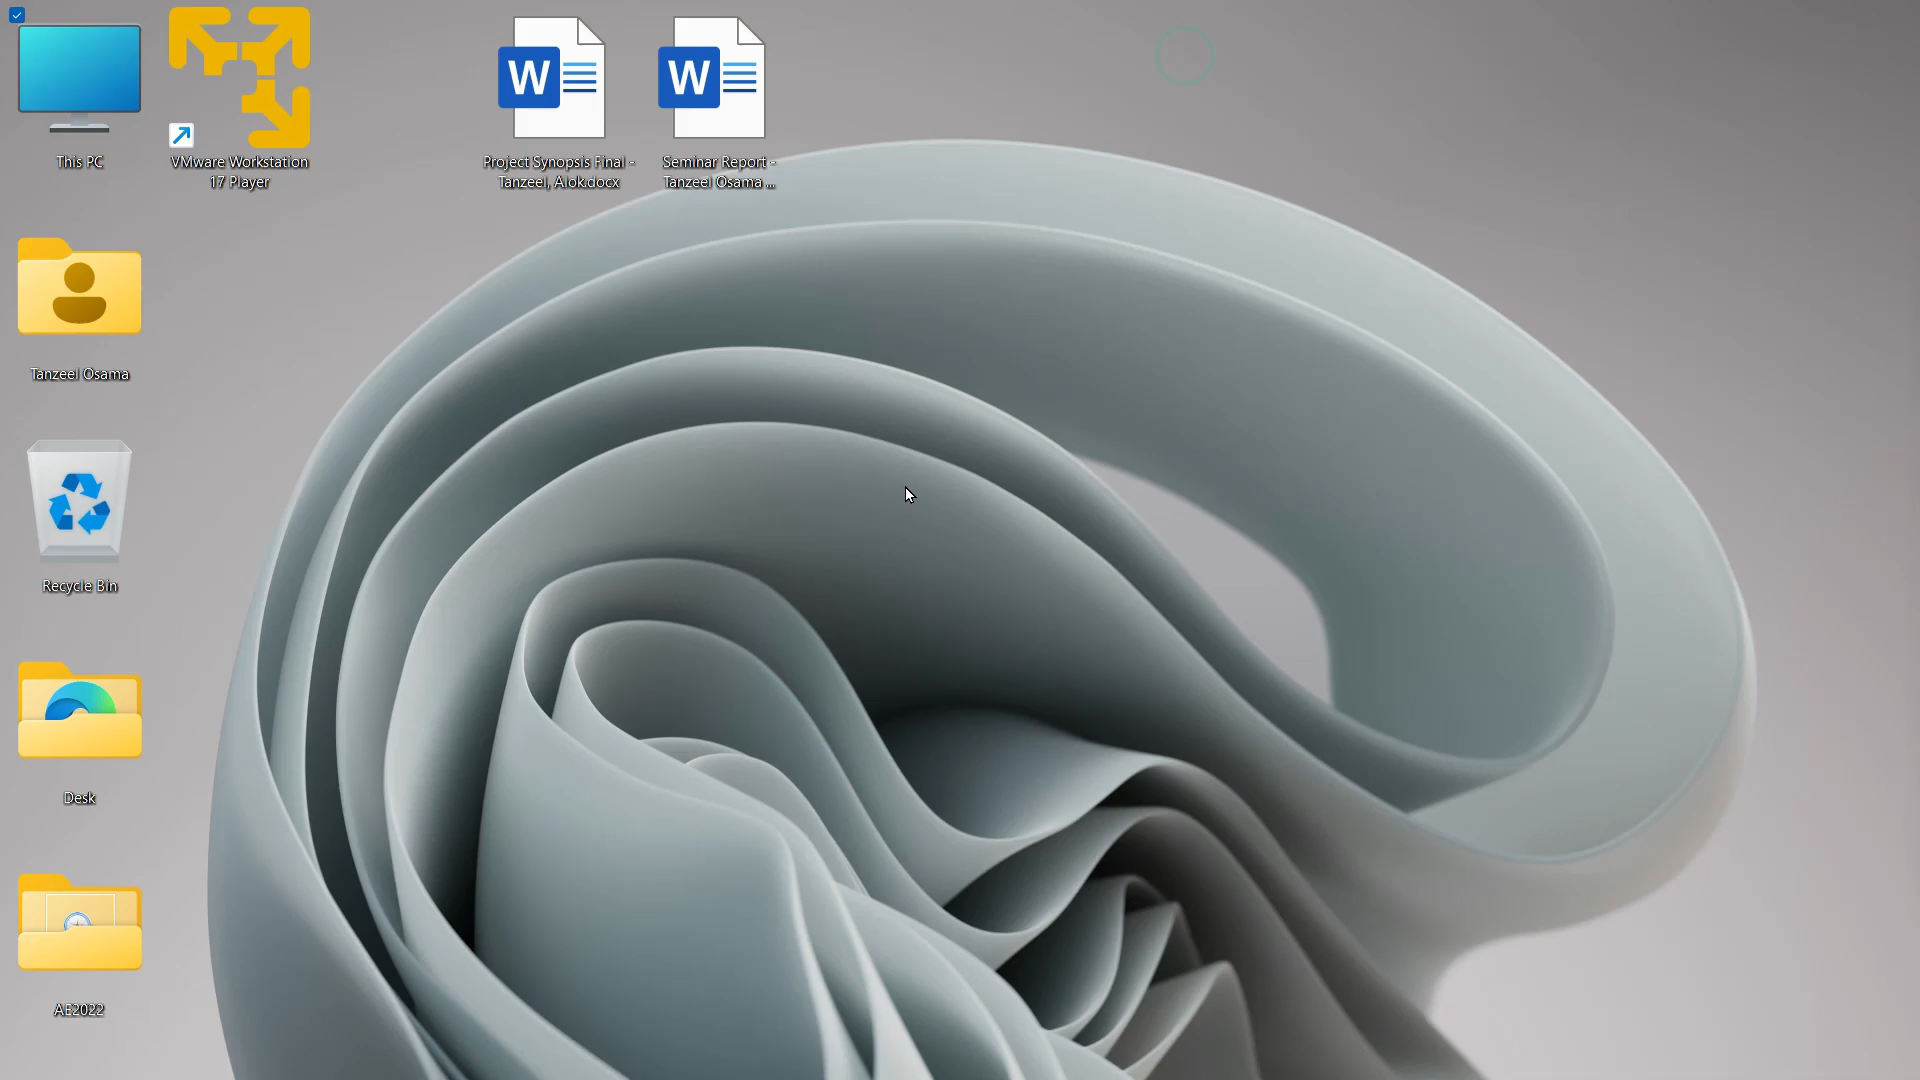 This PC
VMware Workstation
17 Player
W
Project Synopsis Final -
Tanzeel, Alok.docx
W
Seminar Report -
Tanzeel Osama ...
Tanzeel Osama
Recycle Bin
Desk
AE2022